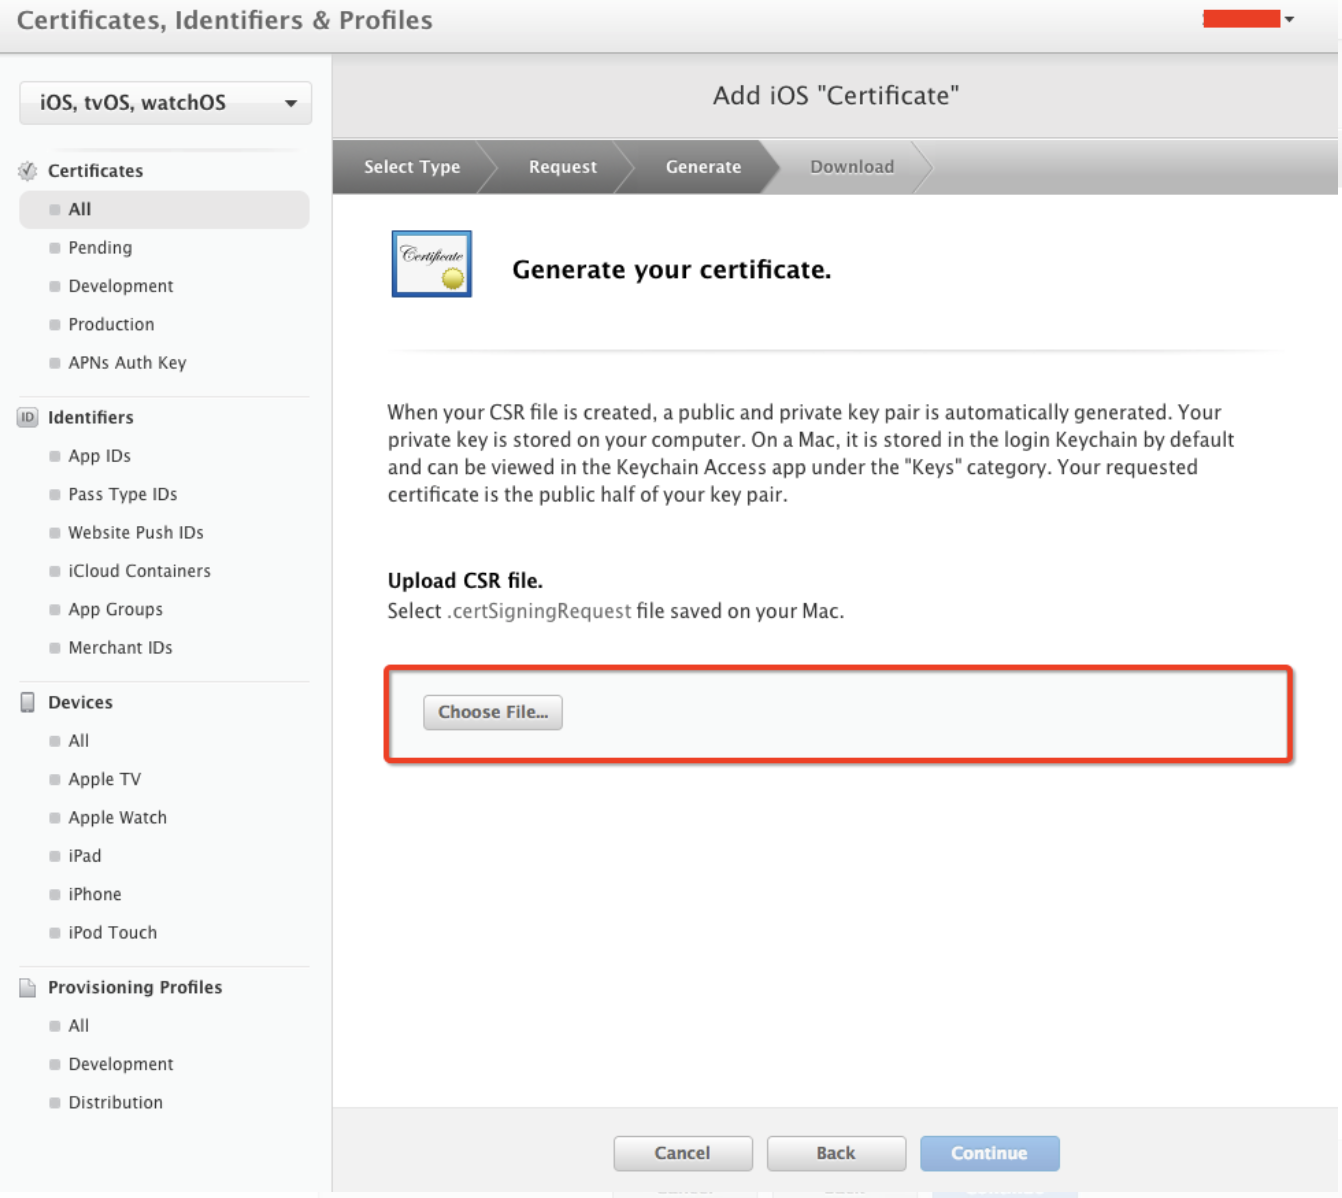 Certificates, Identifiers & Profiles
iOS, tvOS, watchOS
Certificates
All
Pending
Development
Production
APNs Auth Key
ID Identifiers
App IDs
Pass Type IDs
Website Push IDs
iCloud Containers
App Groups
Merchant IDs
Devices
All
Apple TV
Apple Watch
iPad
iPhone
iPod Touch
Provisioning Profiles
All
Development
Distribution
Add iOS "Certificate"
Select Type Request Generate Download
Certificate
Generate your certificate.
When your CSR file is created, a public and private key pair is automatically generated. Your
private key is stored on your computer. On a Mac, it is stored in the login Keychain by default
and can be viewed in the Keychain Access app under the "Keys" category. Your requested
certificate is the public half of your key pair.
Upload CSR file.
Select .certSigningRequest file saved on your Mac.
Choose File...
Cancel Back Continue